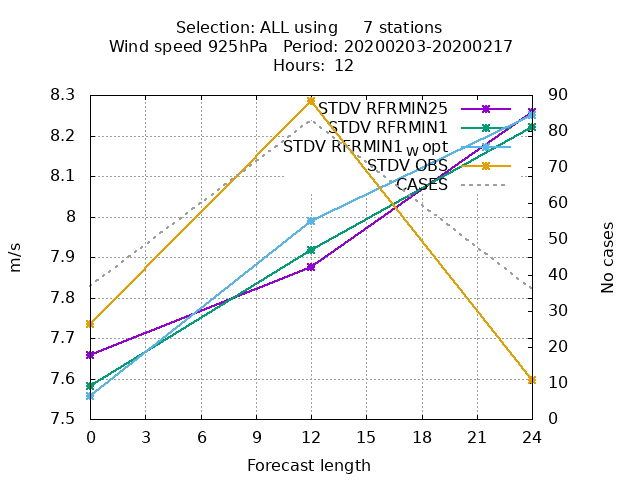 Selection: ALL using     7 stations
Wind speed 925hPa   Period: 20200203-20200217
Hours:  12
8.3
8.2
8.1
8
7.9
7.8
7.7
7.6
7.5
90
80
70
60
50
40
30
20
10
0
STDV RFRMIN25
STDV RFRMIN1
STDV RFRMIN1_W opt
STDV OBS
CASES
m/s
No cases
0 3 6 9 12 15 18 21 24
Forecast length